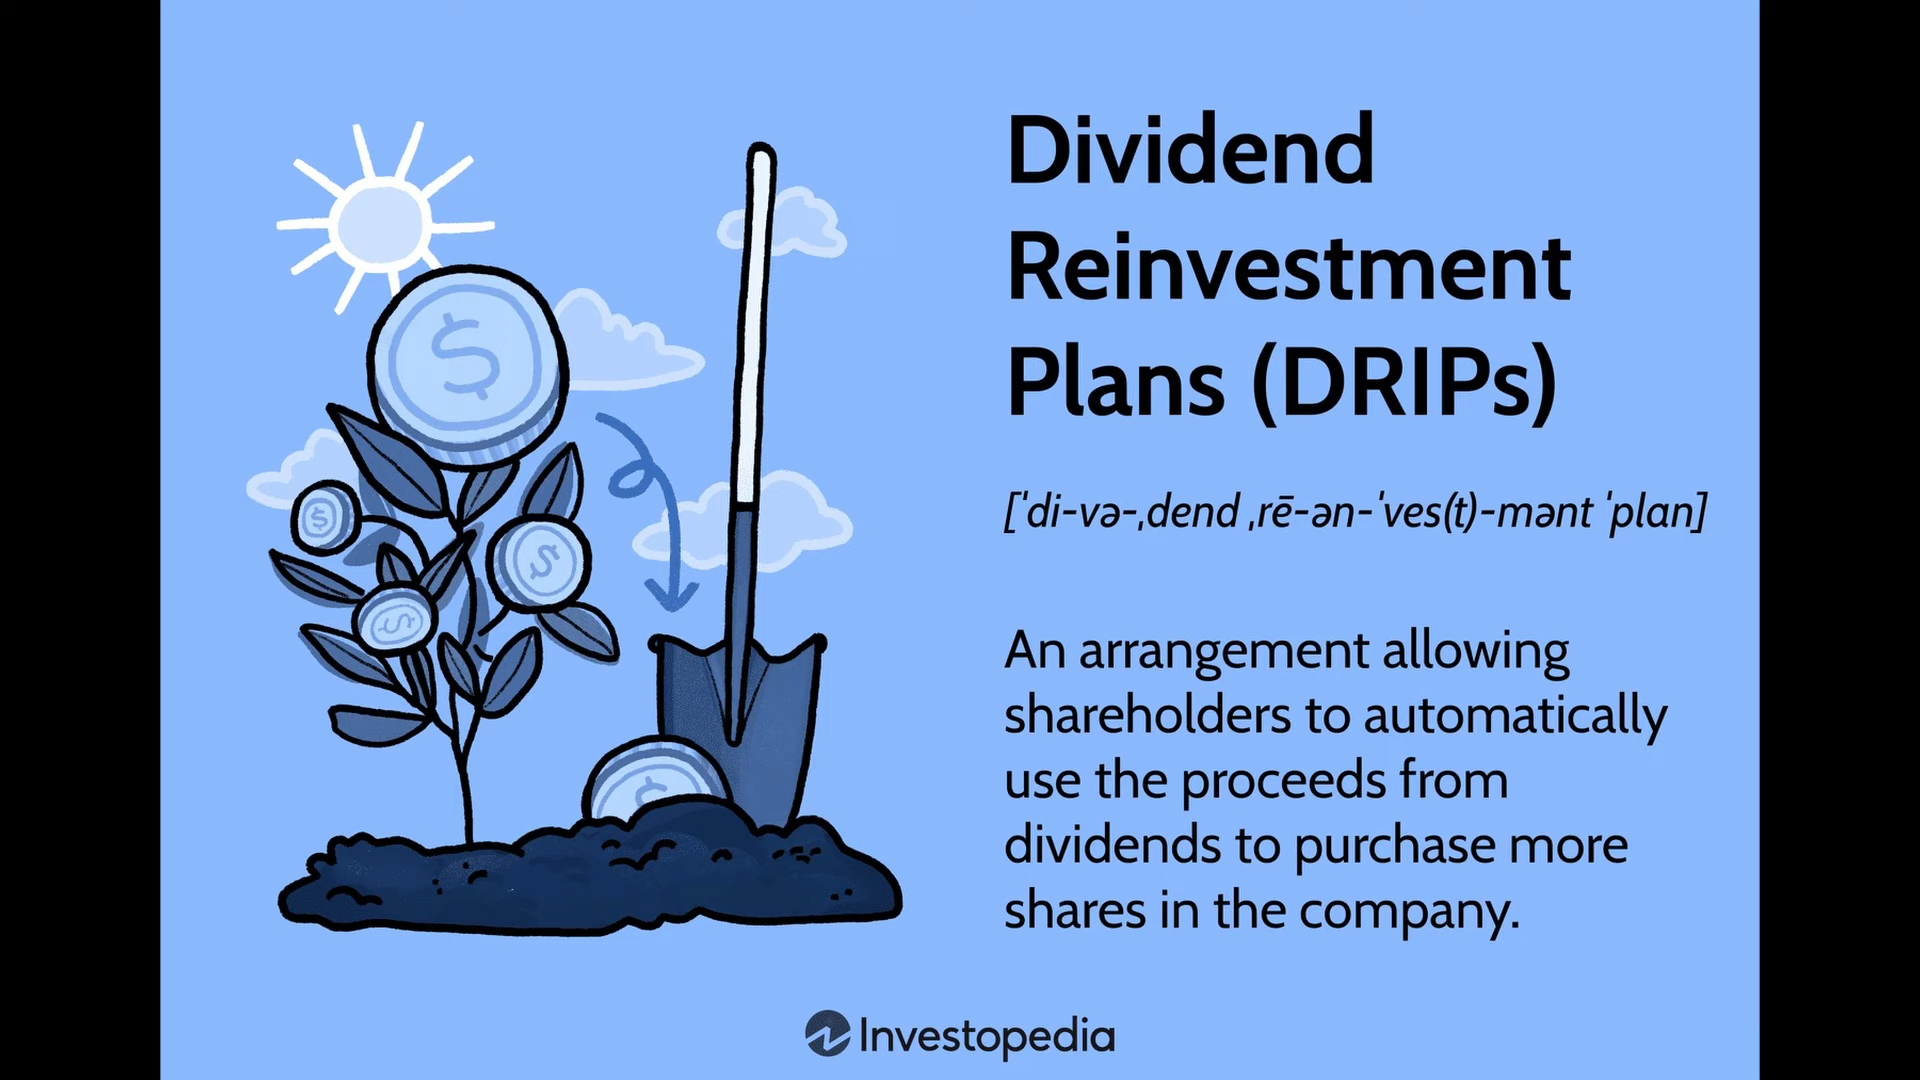 Dividend
Reinvestment
Plans (DRIPs)
[ˈdi-və-ˌdend ˌrē-ən-ˈves(t)-mənt ˈplan]
An arrangement allowing
shareholders to automatically
use the proceeds from
dividends to purchase more
shares in the company.
$
$
$
$
$
Investopedia